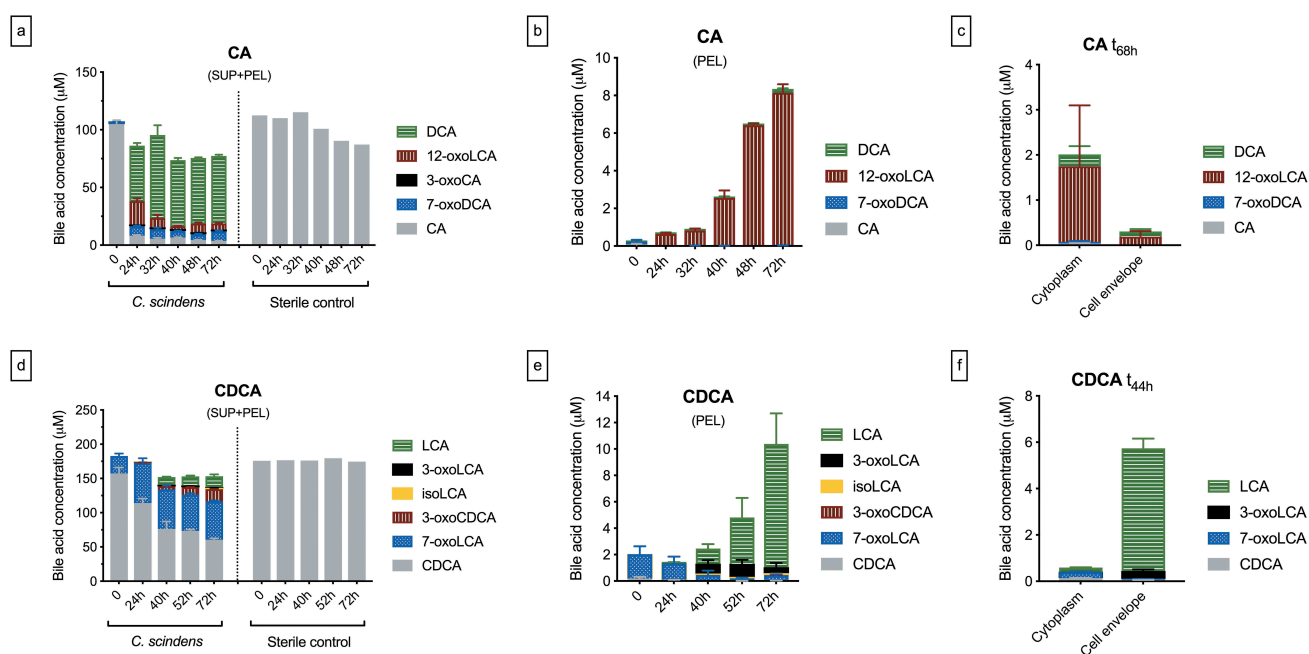 a
CA
(SUP+PEL)
Bile acid concentration (µM)
150
100
50
0
0
24h
32h
40h
48h
72h
0
24h
32h
40h
48h
72h
C. scindens
Sterile control
DCA
12-oxoLCA
3-oxoCA
7-oxoDCA
CA
b
CA
(PEL)
Bile acid concentration (µM)
10
8
6
4
2
0
0
24h
32h
40h
48h
72h
DCA
12-oxoLCA
7-oxoDCA
CA
c
CA t68h
Bile acid concentration (µM)
4
3
2
1
0
Cytoplasm
Cell envelope
DCA
12-oxoLCA
7-oxoDCA
CA
d
CDCA
(SUP+PEL)
Bile acid concentration (µM)
250
200
150
100
50
0
0
24h
40h
52h
72h
0
24h
40h
52h
72h
C. scindens
Sterile control
LCA
3-oxoLCA
isoLCA
3-oxoCDCA
7-oxoLCA
CDCA
e
CDCA
(PEL)
Bile acid concentration (µM)
14
12
10
8
6
4
2
0
0
24h
40h
52h
72h
LCA
3-oxoLCA
isoLCA
3-oxoCDCA
7-oxoLCA
CDCA
f
CDCA t44h
Bile acid concentration (µM)
8
6
4
2
0
Cytoplasm
Cell envelope
LCA
3-oxoLCA
7-oxoLCA
CDCA